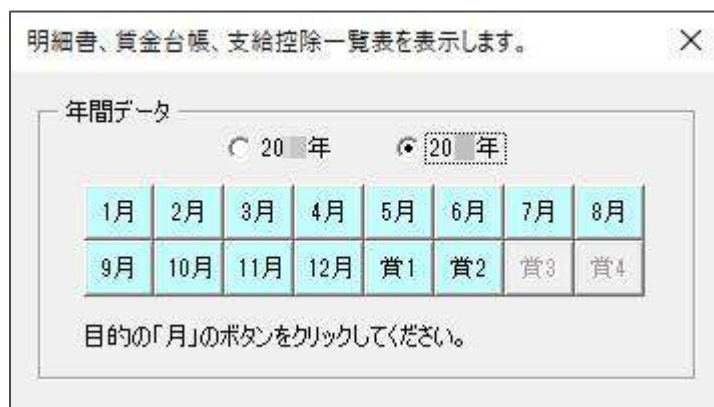 明細書、賃金台帳、支給控除一覧表を表示します。
年間データ
20 年 20 年
1月 2月 3月 4月 5月 6月 7月 8月
9月 10月 11月 12月 賞1 賞2 賞3 賞4
目的の｢月｣のボタンをクリックしてください。